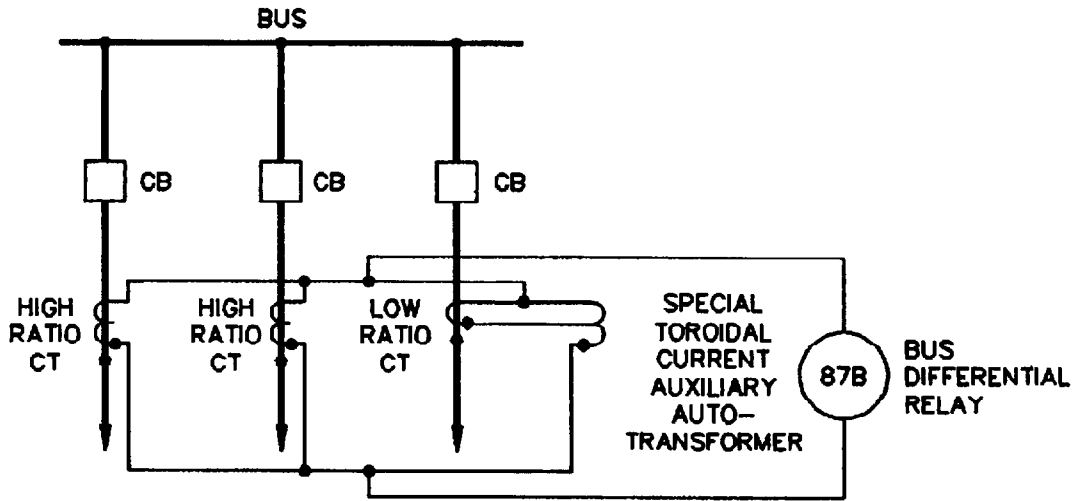 BUS
CB
CB
CB
HIGH
RATIO
CT
HIGH
RATIO
CT
LOW
RATIO
CT
SPECIAL
TOROIDAL
CURRENT
AUXILIARY
AUTO-
TRANSFORMER
87B
BUS
DIFFERENTIAL
RELAY